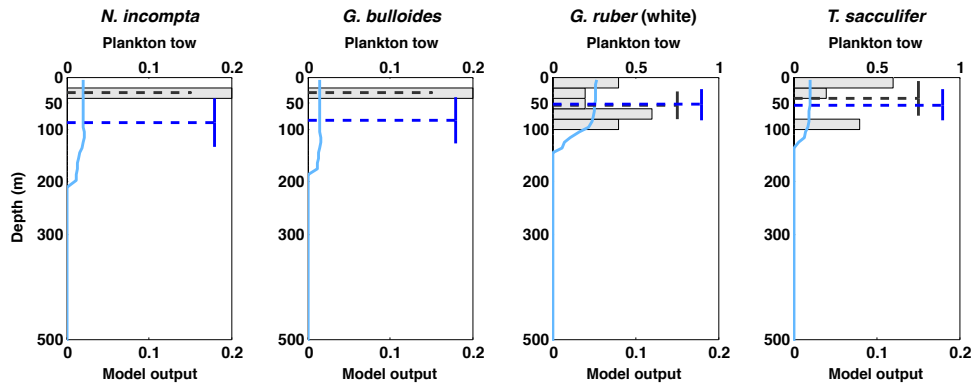 N. incompta
G. bulloides
G. ruber (white)
T. sacculifer
Plankton tow
Plankton tow
Plankton tow
Plankton tow
0 0.1 0.2
0 0.1 0.2
0 0.6 1
0 0.5 1
Depth (m)
0
50
100
200
300
500
0
50
100
200
300
500
0
50
100
200
300
500
0
50
100
200
300
500
0 0.1 0.2
0 0.1 0.2
0 0.1 0.2
0 0.1 0.2
Model output
Model output
Model output
Model output